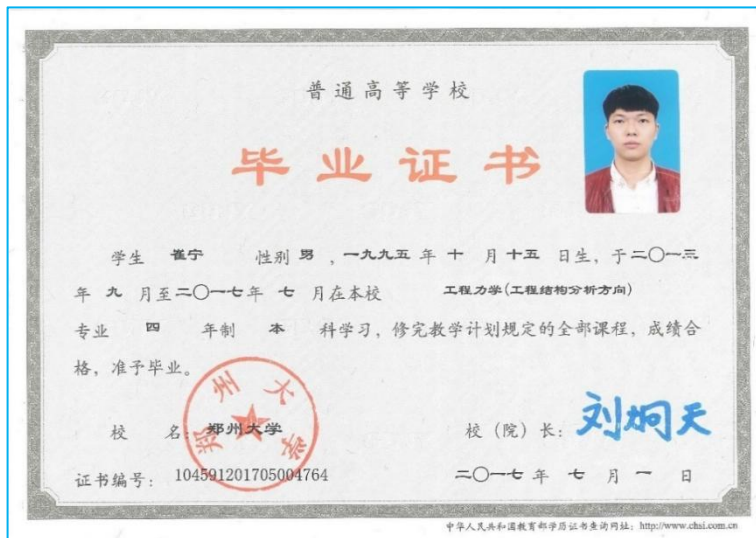 普通高等学校
毕业证书
学生 崔宁 性别 男 ，一九九五 年 十 月 十五 日生，于二〇一三
年 九 月至二〇一七年 七 月在本校 工程力学(工程结构分析方向)
专业 四 年制 本 科学习，修完教学计划规定的全部课程，成绩合
格，准予毕业。
郑州大学
校 名：郑州大学 校（院）长：刘炯天
证书编号：104591201705004764 二〇一七 年 七 月 一 日
中华人民共和国教育部学历证书查询网址：http://www.chsi.com.cn